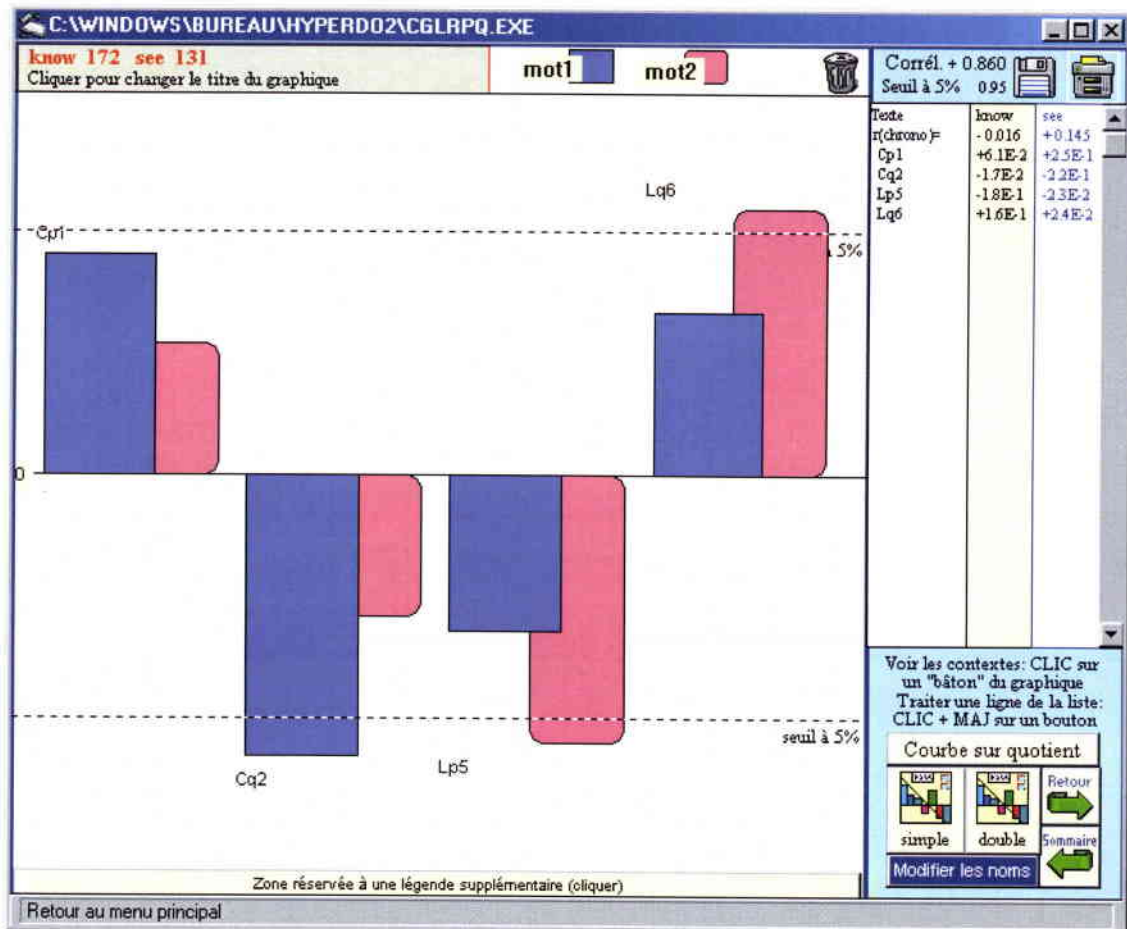 C:\WINDOWS\BUREAU\HYPERDO2\CGLRPQ.EXE
know 172 see 131
Cliquer pour changer le titre du graphique
mot1
mot2
Corrél. + 0.860
Seuil à 5% 0.95
Texte know see
r(chrono)= -0.016 +0.145
Cp1 +6.1E-2 +2.5E-1
Cq2 -1.7E-2 -2.2E-1
Lp5 -1.8E-1 -2.3E-2
Lq6 +1.6E-1 +2.4E-2
Lq6
Cp1
à 5%
0
seuil à 5%
Cq2
Lp5
Voir les contextes: CLIC sur
un "bâton" du graphique
Traiter une ligne de la liste:
CLIC + MAJ sur un bouton
Courbe sur quotient
simple
double
Retour
Sommaire
Modifier les noms
Zone réservée à une légende supplémentaire (cliquer)
Retour au menu principal